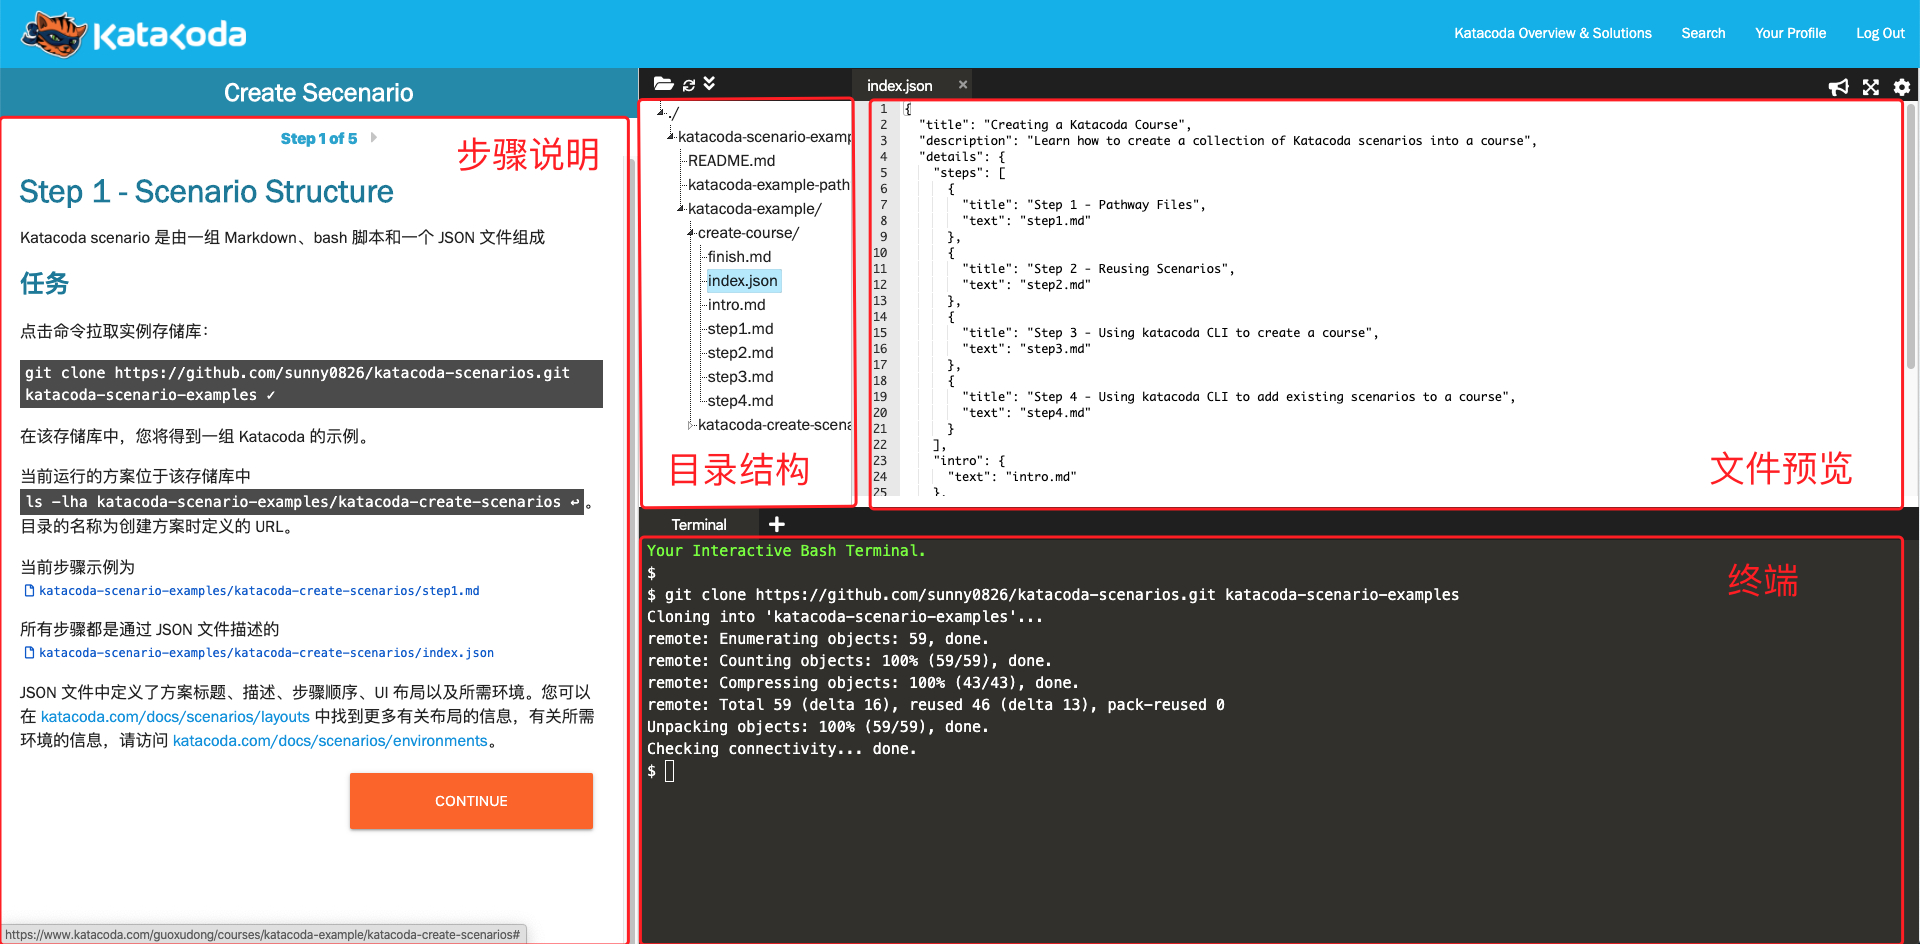 Katacoda
Katacoda Overview & Solutions
Search
Your Profile
Log Out
Create Secenario
Step 1 of 5
步骤说明
Step 1 - Scenario Structure
Katacoda scenario 是由一组 Markdown、bash 脚本和一个 JSON 文件组成
任务
点击命令拉取实例存储库：
git clone https://github.com/sunny0826/katacoda-scenarios.git
katacoda-scenario-examples ✓
在该存储库中，您将得到一组 Katacoda 的示例。
当前运行的方案位于该存储库中
ls -lha katacoda-scenario-examples/katacoda-create-scenarios ↩。
目录的名称为创建方案时定义的 URL。
当前步骤示例为
katacoda-scenario-examples/katacoda-create-scenarios/step1.md
所有步骤都是通过 JSON 文件描述的
katacoda-scenario-examples/katacoda-create-scenarios/index.json
JSON 文件中定义了方案标题、描述、步骤顺序、UI 布局以及所需环境。您可以
在 katacoda.com/docs/scenarios/layouts 中找到更多有关布局的信息，有关所需
环境的信息，请访问 katacoda.com/docs/scenarios/environments。
CONTINUE
https://www.katacoda.com/guoxudong/courses/katacoda-example/katacoda-create-scenarios#
./
katacoda-scenario-examp
README.md
katacoda-example-path
katacoda-example/
create-course/
finish.md
index.json
intro.md
step1.md
step2.md
step3.md
step4.md
katacoda-create-scena
目录结构
index.json ×
1 {
2 "title": "Creating a Katacoda Course",
3 "description": "Learn how to create a collection of Katacoda scenarios into a course",
4 "details": {
5 "steps": [
6 {
7 "title": "Step 1 - Pathway Files",
8 "text": "step1.md"
9 },
10 {
11 "title": "Step 2 - Reusing Scenarios",
12 "text": "step2.md"
13 },
14 {
15 "title": "Step 3 - Using katacoda CLI to create a course",
16 "text": "step3.md"
17 },
18 {
19 "title": "Step 4 - Using katacoda CLI to add existing scenarios to a course",
20 "text": "step4.md"
21 }
22 ],
23 "intro": {
24 "text": "intro.md"
25 },
文件预览
Terminal +
终端
Your Interactive Bash Terminal.
$
$ git clone https://github.com/sunny0826/katacoda-scenarios.git katacoda-scenario-examples
Cloning into 'katacoda-scenario-examples'...
remote: Enumerating objects: 59, done.
remote: Counting objects: 100% (59/59), done.
remote: Compressing objects: 100% (43/43), done.
remote: Total 59 (delta 16), reused 46 (delta 13), pack-reused 0
Unpacking objects: 100% (59/59), done.
Checking connectivity... done.
$